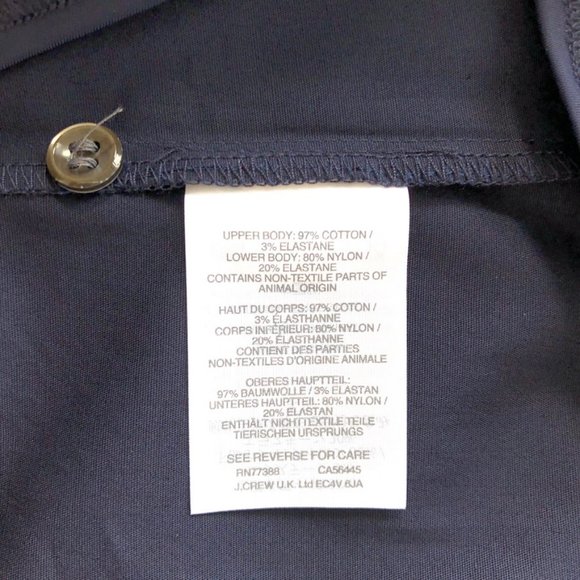 UPPER BODY: 97% COTTON /
3% ELASTANE
LOWER BODY: 80% NYLON /
20% ELASTANE
CONTAINS NON-TEXTILE PARTS OF
ANIMAL ORIGIN
HAUT DU CORPS: 97% COTON /
3% ÉLASTHANNE
CORPS INFÉRIEUR: 80% NYLON /
20% ÉLASTHANNE
CONTIENT DES PARTIES
NON-TEXTILES D'ORIGINE ANIMALE
OBERES HAUPTTEIL:
97% BAUMWOLLE / 3% ELASTAN
UNTERES HAUPTTEIL: 80% NYLON /
20% ELASTAN
ENTHÄLT NICHTTEXTILE TEILE
TIERISCHEN URSPRUNGS
SEE REVERSE FOR CARE
RN77388 CA56445
J.CREW U.K. Ltd EC4V 6JA